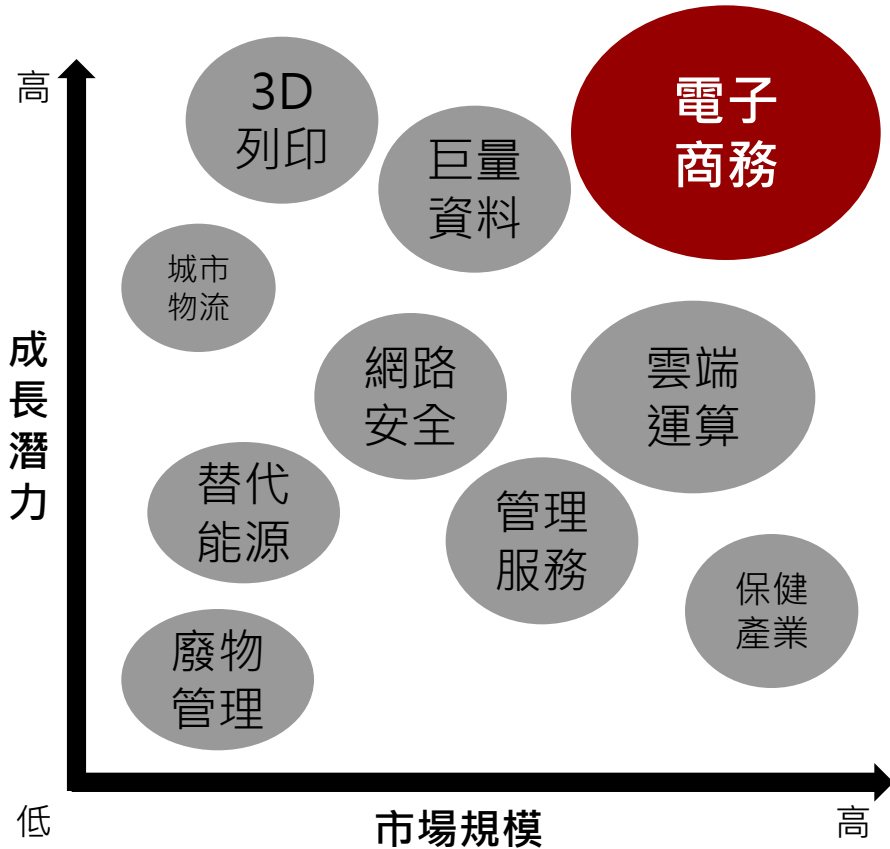 高
3D
列印
電子
商務
巨量
資料
城市
物流
成
長
潛
力
網路
安全
雲端
運算
替代
能源
管理
服務
保健
產業
廢物
管理
低
市場規模
高